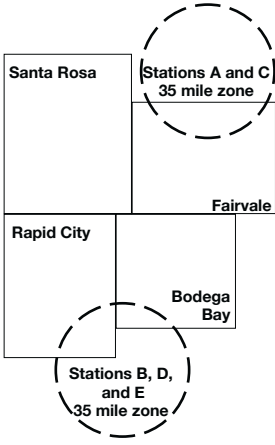 Santa Rosa
Stations A and C
35 mile zone
Fairvale
Rapid City
Bodega
Bay
Stations B, D,
and E
35 mile zone